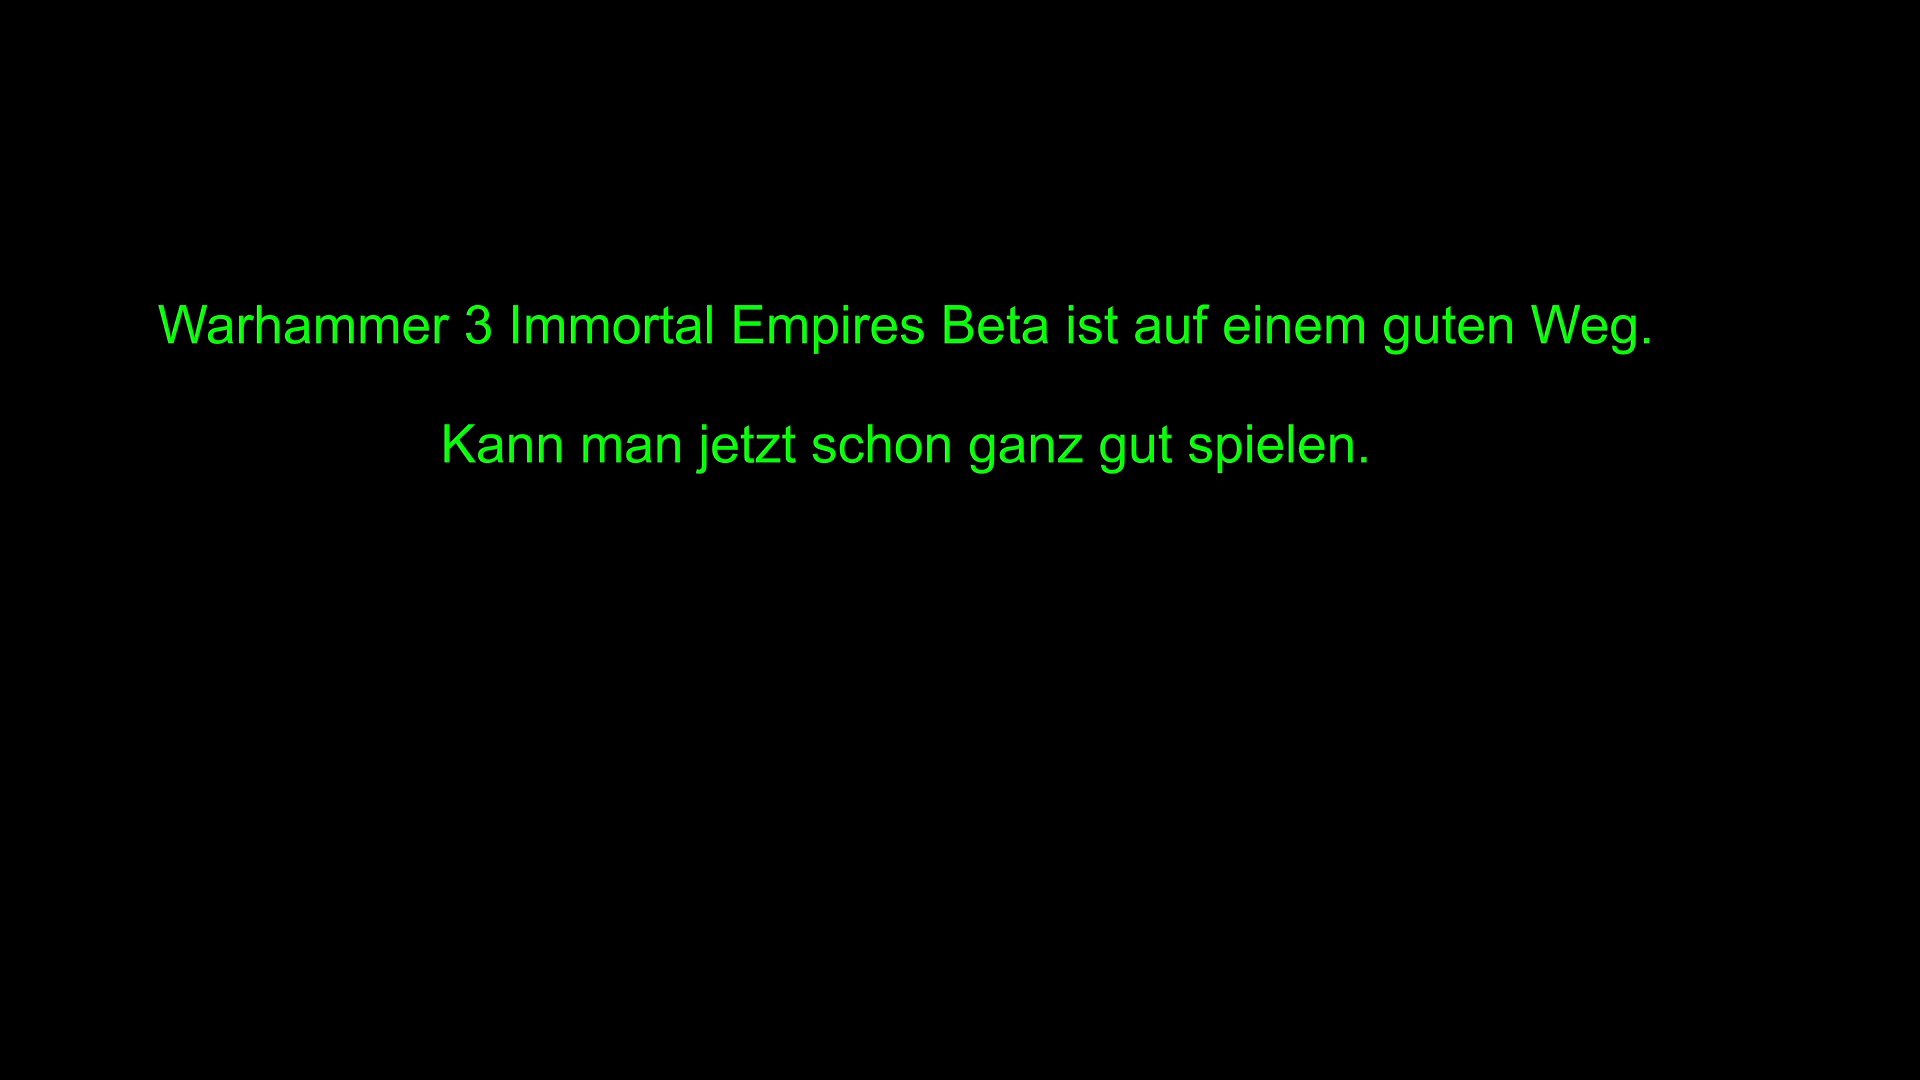 Warhammer 3 Immortal Empires Beta ist auf einem guten Weg.
Kann man jetzt schon ganz gut spielen.